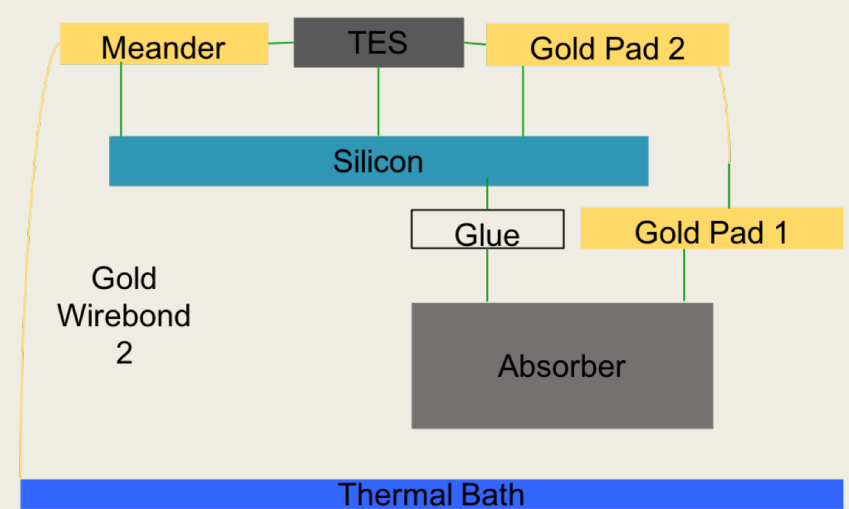 Meander
TES
Gold Pad 2
Silicon
Glue
Gold Pad 1
Gold
Wirebond
2
Absorber
Thermal Bath